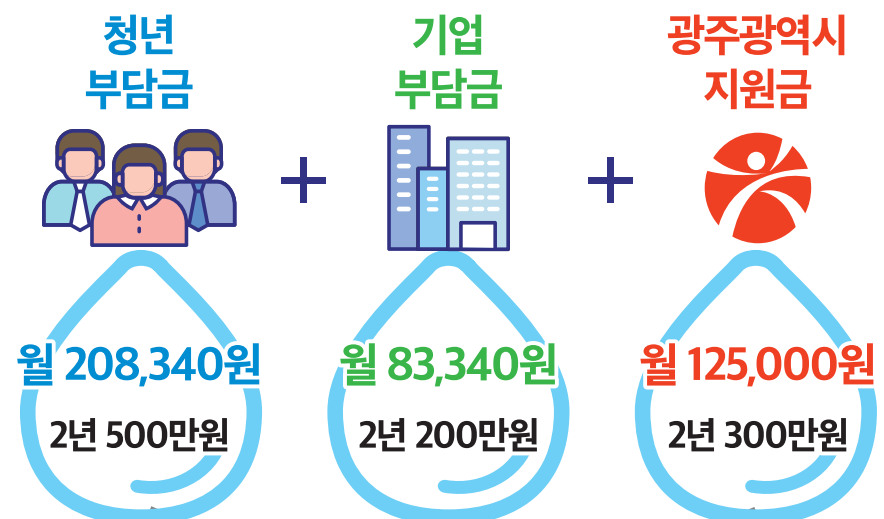 청년
부담금
기업
부담금
광주광역시
지원금
월 208,340원
2년 500만원
월 83,340원
2년 200만원
월 125,000원
2년 300만원